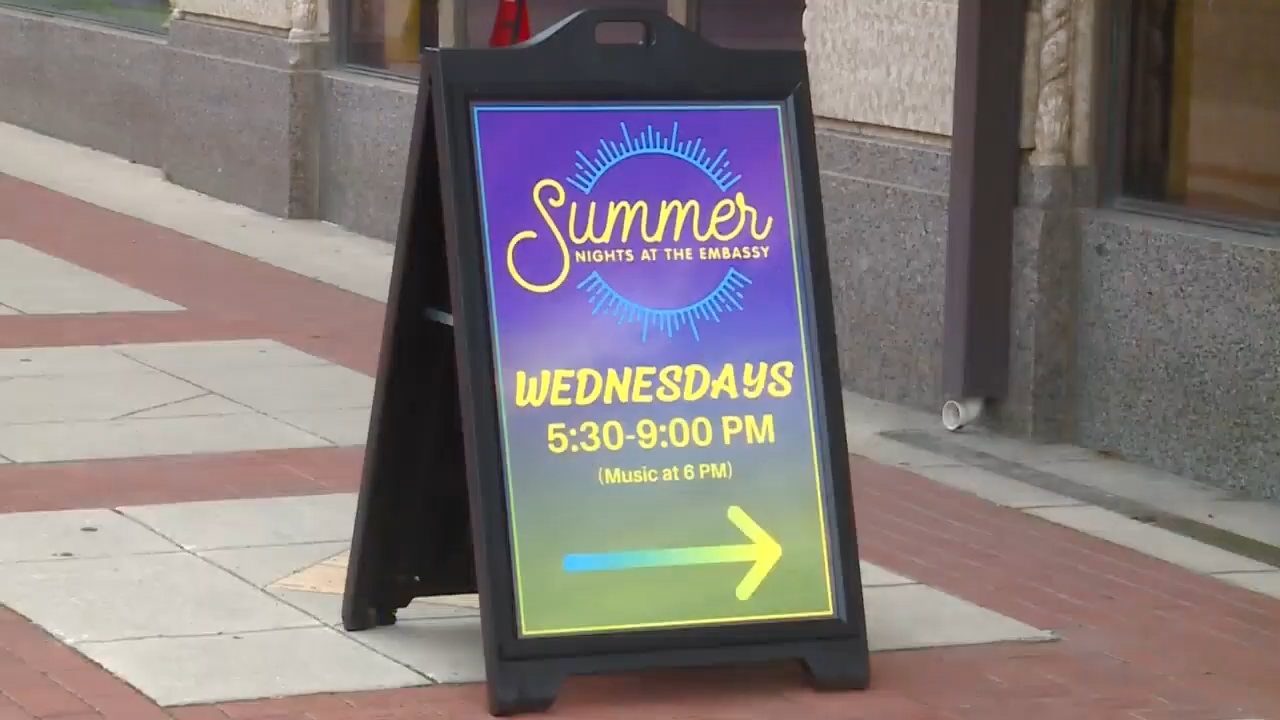 Summer
NIGHTS AT THE EMBASSY
WEDNESDAYS
5:30-9:00 PM
(Music at 6 PM)